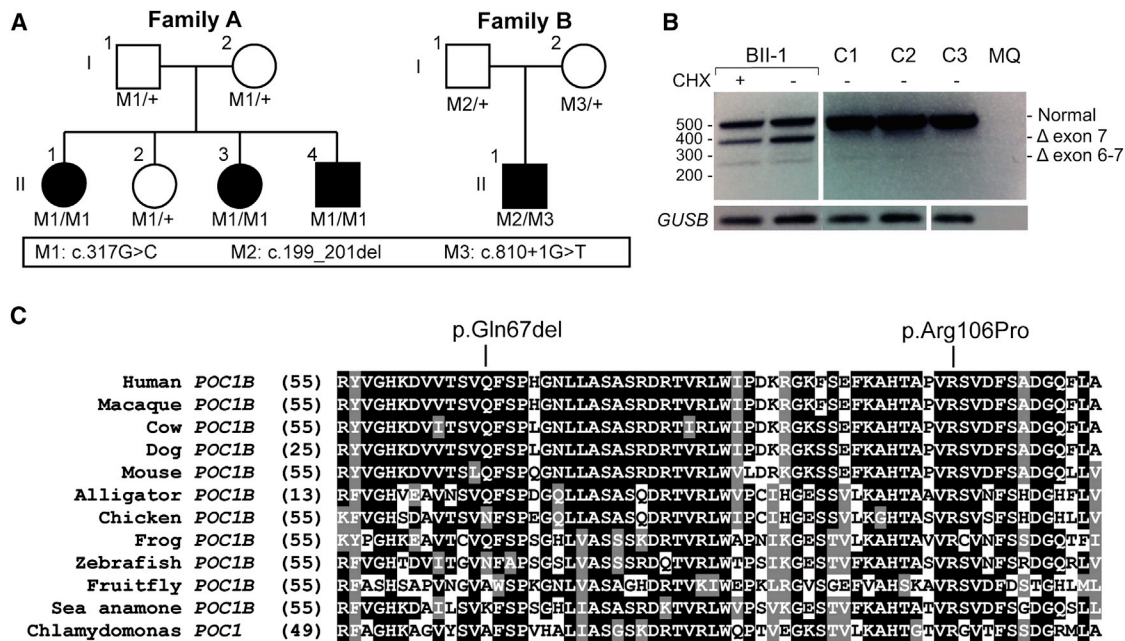 A
Family A
Family B
1
2
I
M1/+
M1/+
1
2
I
M2/+
M3/+
1
2
3
4
II
M1/M1
M1/+
M1/M1
M1/M1
1
II
M2/M3
M1: c.317G>C M2: c.199_201del M3: c.810+1G>T
B
BII-1 C1 C2 C3 MQ
CHX + - - - -
500 -
400 -
300 -
200 -
- Normal
- Δ exon 7
- Δ exon 6-7
GUSB
C
p.Gln67del p.Arg106Pro
Human POC1B (55) RYVGHKDVVTSVQFSPHGNLLASASRDRTVRLWIPDKRGKFSEFKAHTAPVRSVDFSADGQFLA
Macaque POC1B (55) RYVGHKDVVTSVQFSPHGNLLASASRDRTVRLWIPDKRGKFSEFKAHTAPVRSVDFSADGQFLA
Cow POC1B (55) RYVGHKDVITSVQFSPLGNLLASASRDRTIRLWIPDKRGKSSEFKAHTAPVRSVDFSADGQFLA
Dog POC1B (25) RYVGHKDVVTSVQFSPLGNLLASASRDRTVRLWIPDKRGKSSEFKAHTAPVRSVDFSADGQFLA
Mouse POC1B (55) RYVGHKDVVTSLQFSPQGNLLASASRDRTVRLWVLDRKGKSSEFKAHTAPVRSVDFSADGQLLV
Alligator POC1B (13) RFVGHVEAVNSVQFSPDGQLLASASQDRTVRLWVPCIHGESSVLKAHTAAVRSVNFSHDGHFLV
Chicken POC1B (55) KFVGHSDAVTSVNFSPEGQLLASASQDRTVRLWIPCIHGESSVLKGHTASVRSVSFSHDGHLLV
Frog POC1B (55) KYPGHKEAVTCVQFSPSGHLVASSSKDRTVRLWAPNIKGESTVLKAHTAVVRCVNFSSDGQTFI
Zebrafish POC1B (55) RFVGHTDVITGVNFAPSGSLVASSSRDQTVRLWTPSIKGESTVFKAHTASVRSVNFSRDGQRLV
Fruitfly POC1B (55) RFASHSAPVNGVAWSPKGNLVASAGHDRTVKIWEPKLRGVSGEFVAHSKAVRSVDFDSTGHLML
Sea anamone POC1B (55) RFVGHKDAILSVKFSPSGHLIASASRDKTVRLWVPSVKGESTVFKAHTATVRSVDFSGDGQSLL
Chlamydomonas POC1 (49) RFAGHKAGVYSVAFSPVHALIASGSKDRTVRLWQPTVEGKSTVLKAHTGTVRGVTFSSDGRMLA